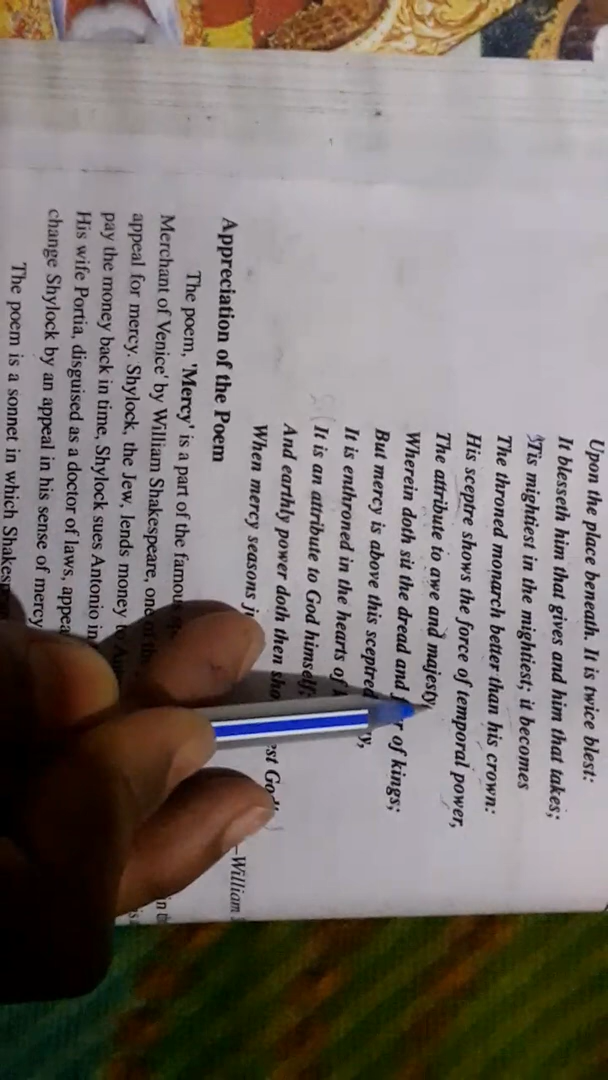 Upon the place beneath. It is twice blest:
It blesseth him that gives and him that takes;
'Tis mightiest in the mightiest; it becomes
The throned monarch better than his crown:
His sceptre shows the force of temporal power,
The attribute to awe and majesty
Wherein doth sit the dread and of kings;
But mercy is above this sceptred
It is enthroned in the hearts of
It is an attribute to God himself;
And earthly power doth then
When mercy seasons
—William
Appreciation of the Poem
The poem, 'Mercy' is a part of the famous
Merchant of Venice' by William Shakespeare, one of the
appeal for mercy. Shylock, the Jew, lends money to
pay the money back in time, Shylock sues Antonio in
His wife Portia, disguised as a doctor of laws,
change Shylock by an appeal in his sense of mercy
The poem is a sonnet in which